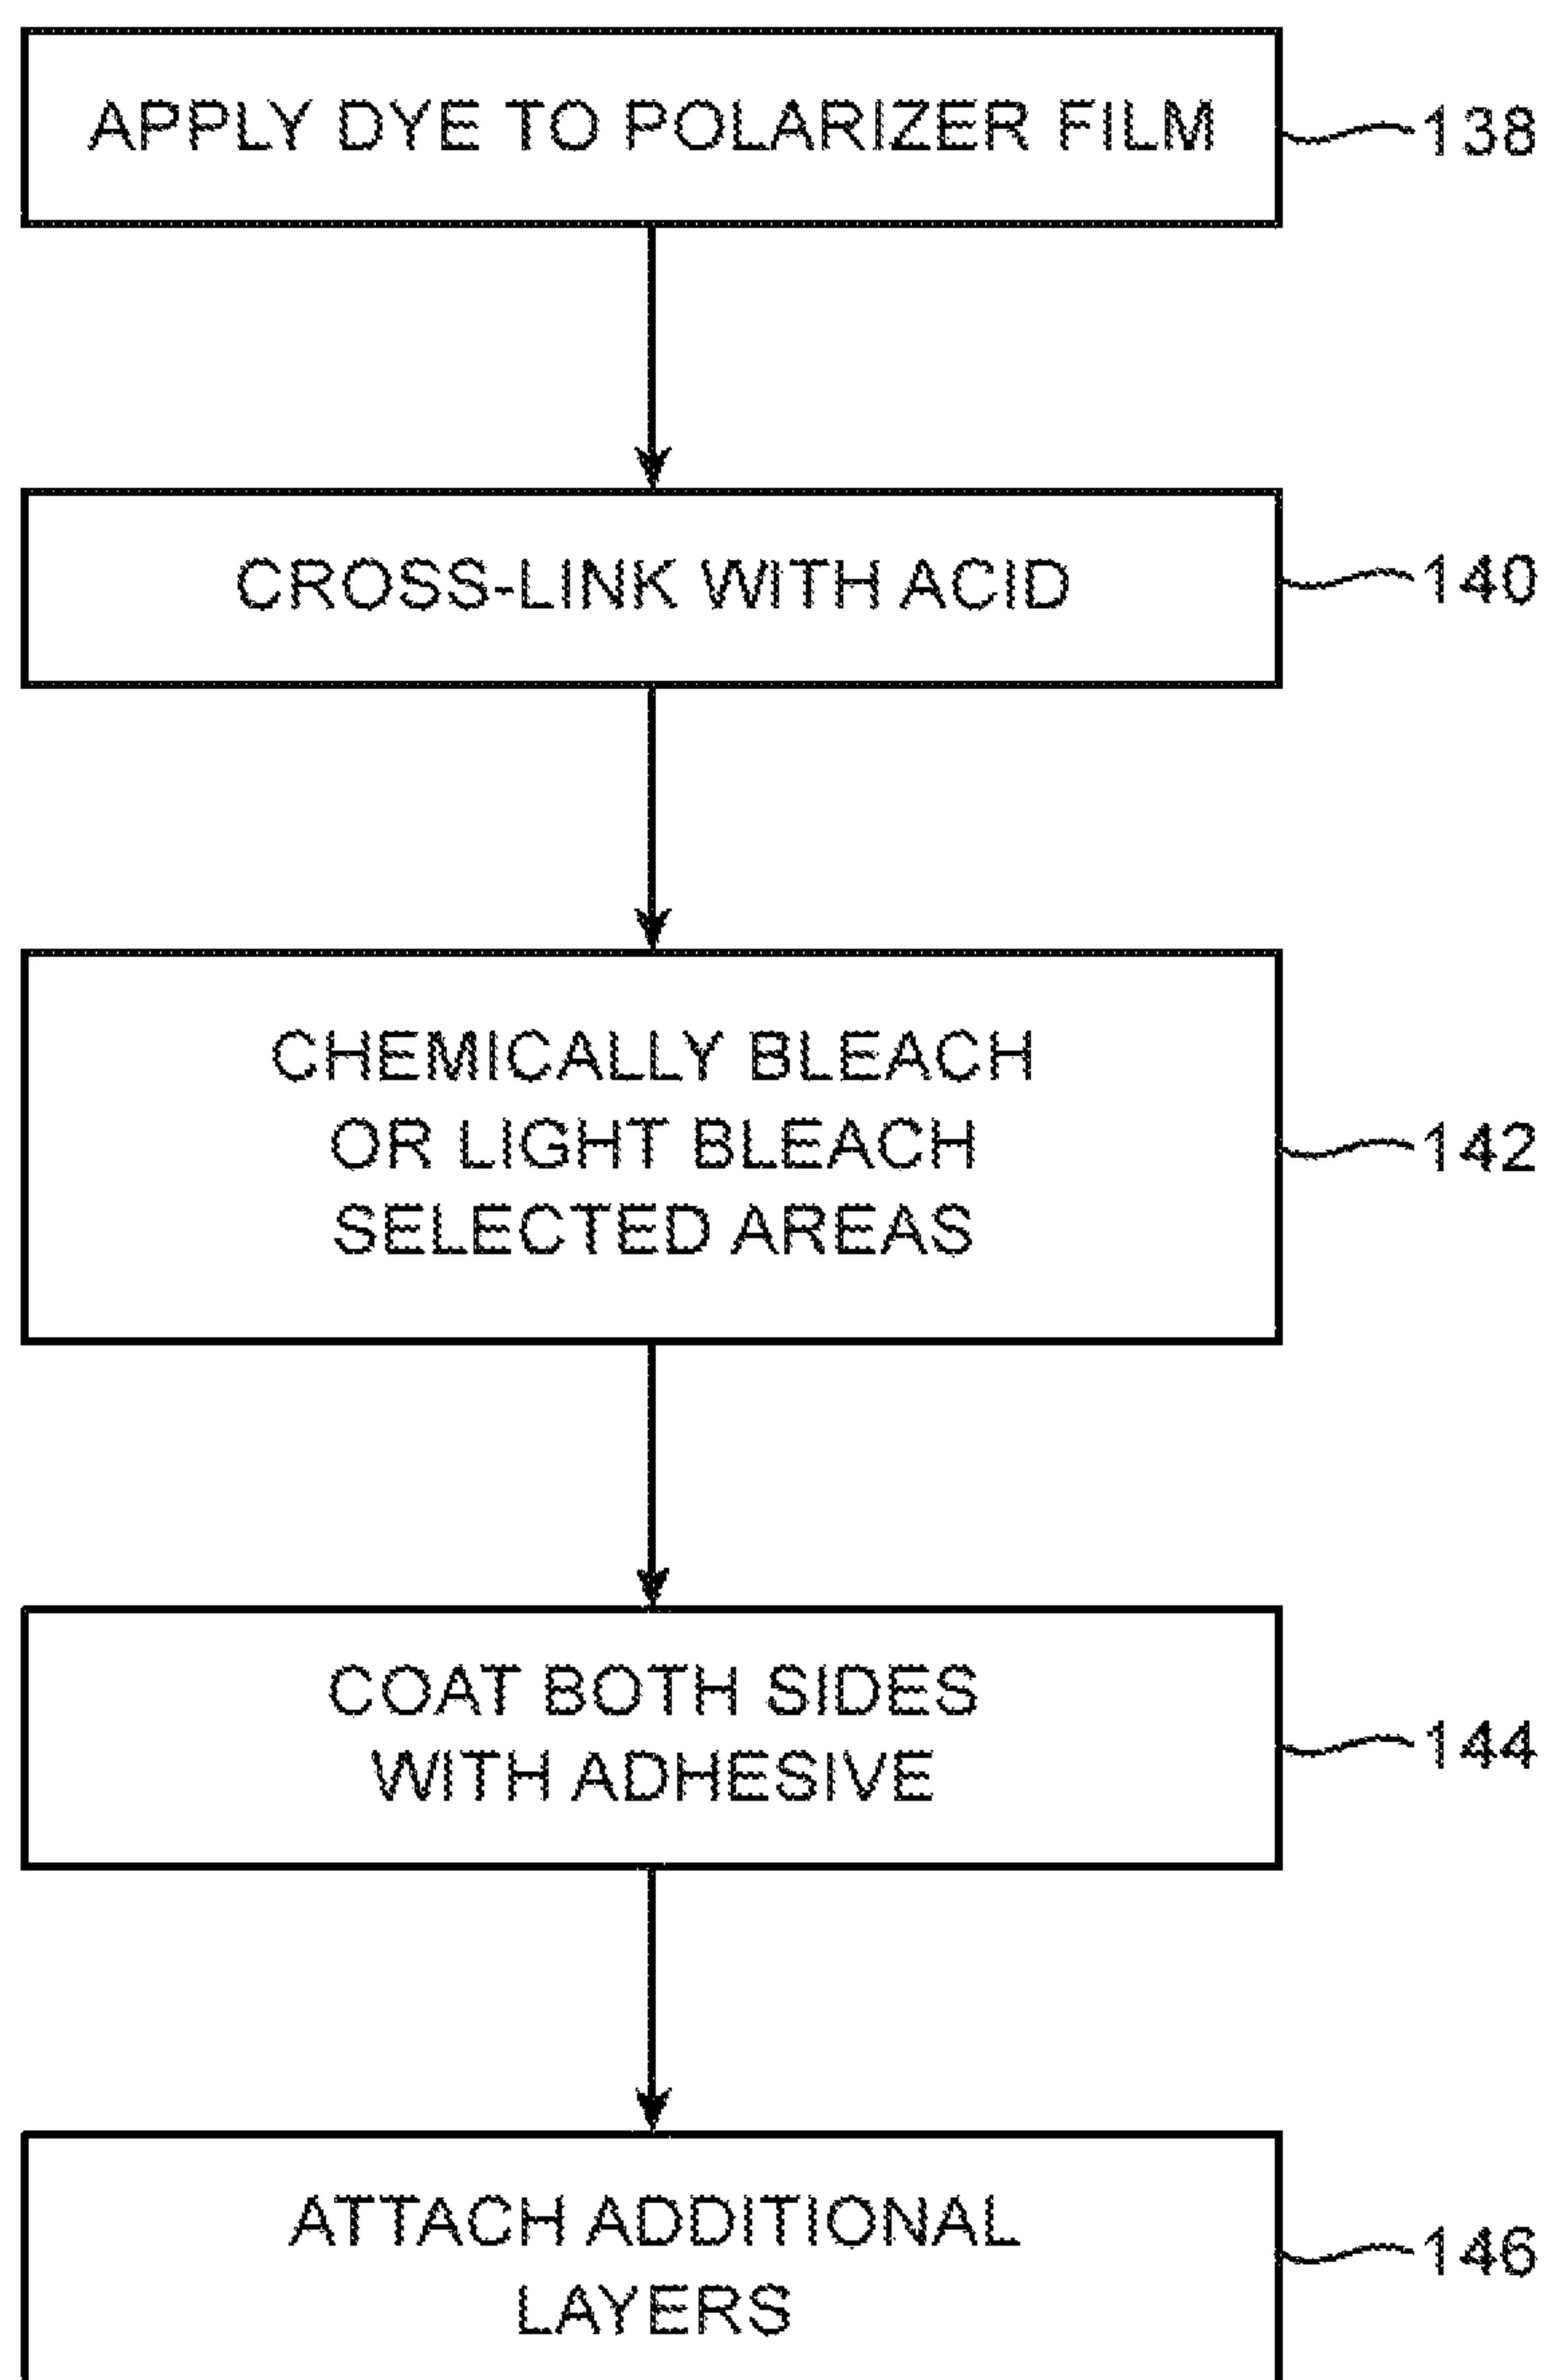 APPLY DYE TO POLARIZER FILM
138
CROSS-LINK WITH ACID
140
CHEMICALLY BLEACH
OR LIGHT BLEACH
SELECTED AREAS
142
COAT BOTH SIDES
WITH ADHESIVE
144
ATTACH ADDITIONAL
LAYERS
146